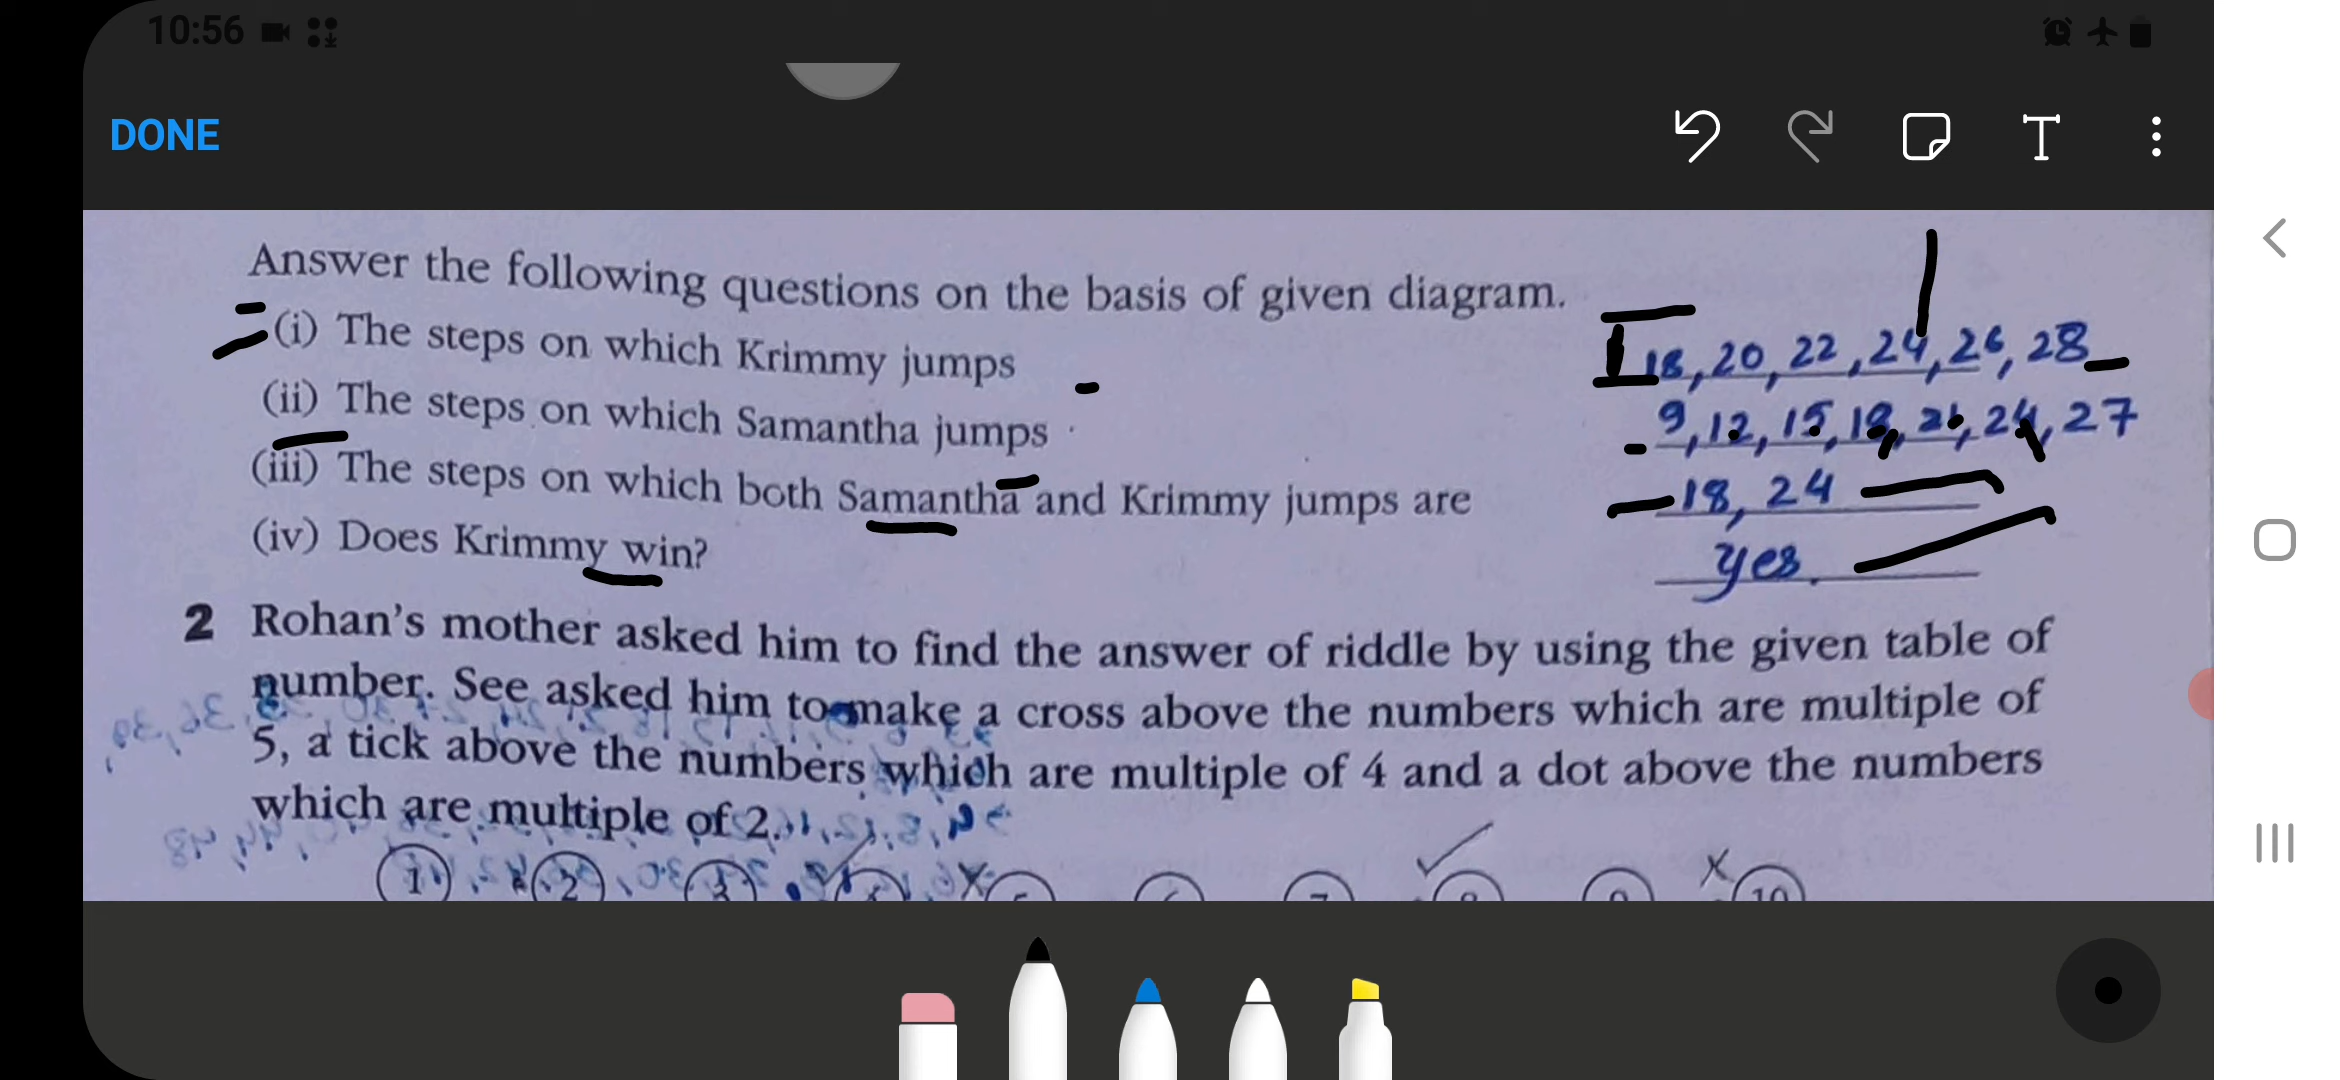 10:56
DONE
Answer the following questions on the basis of given diagram.
(i) The steps on which Krimmy jumps 18, 20, 22, 24, 26, 28
(ii) The steps on which Samantha jumps 9, 12, 15, 18, 21, 24, 27
(iii) The steps on which both Samantha and Krimmy jumps are 18, 24
(iv) Does Krimmy win? yes.
2 Rohan's mother asked him to find the answer of riddle by using the given table of
number. See asked him to make a cross above the numbers which are multiple of
5, a tick above the numbers which are multiple of 4 and a dot above the numbers
which are multiple of 2.
1 2 3 10